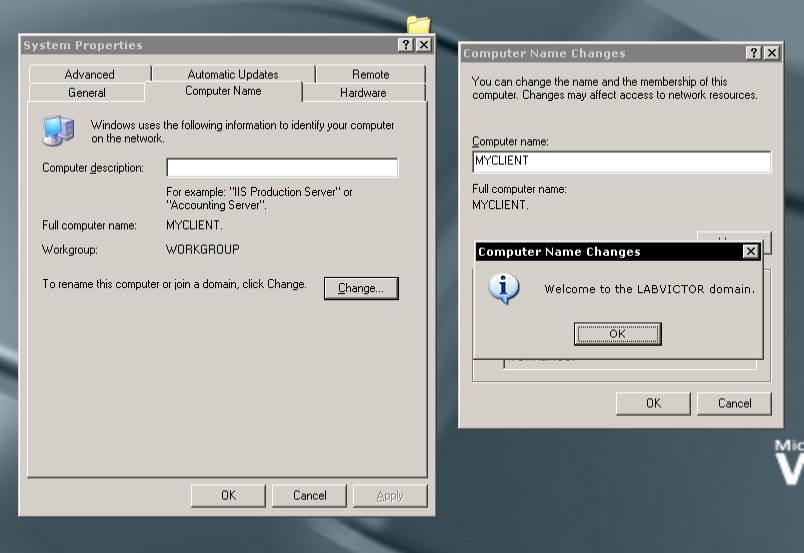 System Properties
Advanced
Automatic Updates
Remote
General
Computer Name
Hardware
Windows uses the following information to identify your computer
on the network.
Computer description:
For example: "IIS Production Server" or
"Accounting Server".
Full computer name:
MYCLIENT.
Workgroup:
WORKGROUP
To rename this computer or join a domain, click Change.
Change...
OK
Cancel
Apply
Computer Name Changes
You can change the name and the membership of this
computer. Changes may affect access to network resources.
Computer name:
MYCLIENT
Full computer name:
MYCLIENT.
Computer Name Changes
Welcome to the LABVICTOR domain.
OK
OK
Cancel